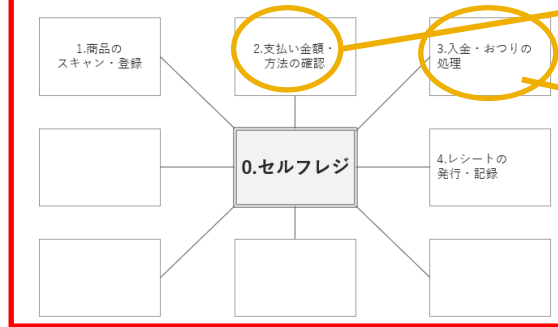 1.商品の
スキャン・登録
2.支払い金額・
方法の確認
3.入金・おつりの
処理
0.セルフレジ
4.レシートの
発行・記録